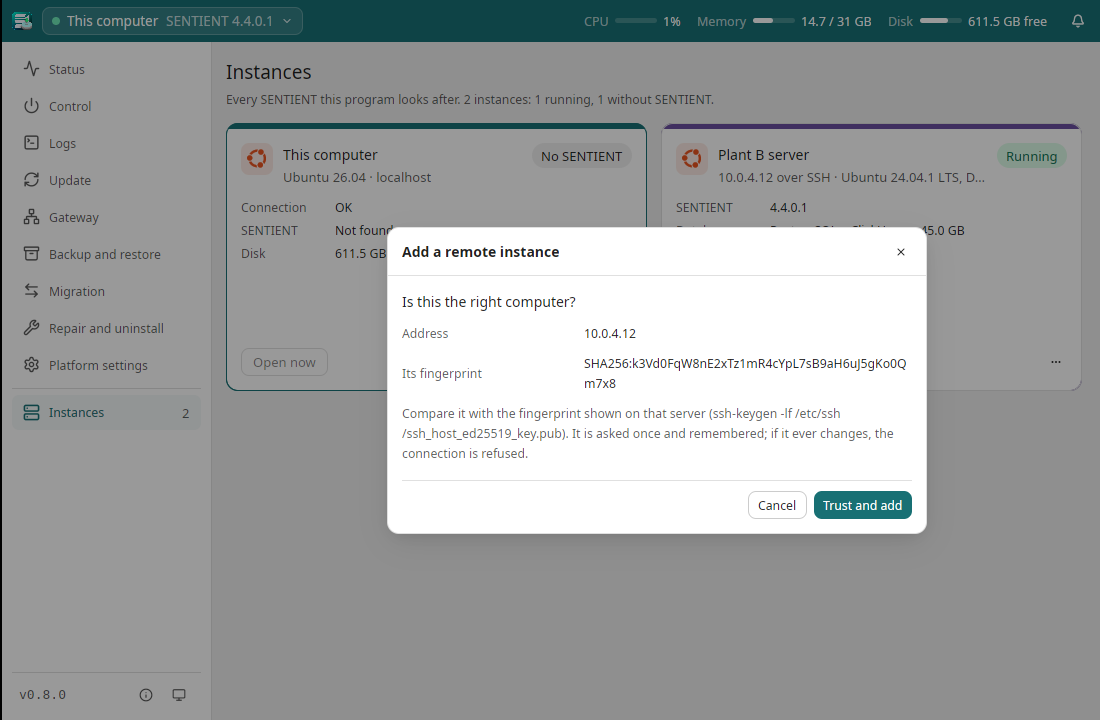 This computer SENTIENT 4.4.0.1
CPU 1% Memory 14.7 / 31 GB Disk 611.5 GB free
Status
Control
Logs
Update
Gateway
Backup and restore
Migration
Repair and uninstall
Platform settings
Instances 2
v0.8.0
Instances
Every SENTIENT this program looks after. 2 instances: 1 running, 1 without SENTIENT.
This computer
No SENTIENT
Ubuntu 26.04 · localhost
Connection OK
SENTIENT Not found
Disk 611.5 GB
Open now
Plant B server
Running
10.0.4.12 over SSH · Ubuntu 24.04.1 LTS, D...
SENTIENT 4.4.0.1
45.0 GB
Add a remote instance
Is this the right computer?
Address 10.0.4.12
Its fingerprint
SHA256:k3Vd0FqW8nE2xTz1mR4cYpL7sB9aH6uJ5gKo0Q
m7x8
Compare it with the fingerprint shown on that server (ssh-keygen -lf /etc/ssh
/ssh_host_ed25519_key.pub). It is asked once and remembered; if it ever changes, the
connection is refused.
Cancel
Trust and add